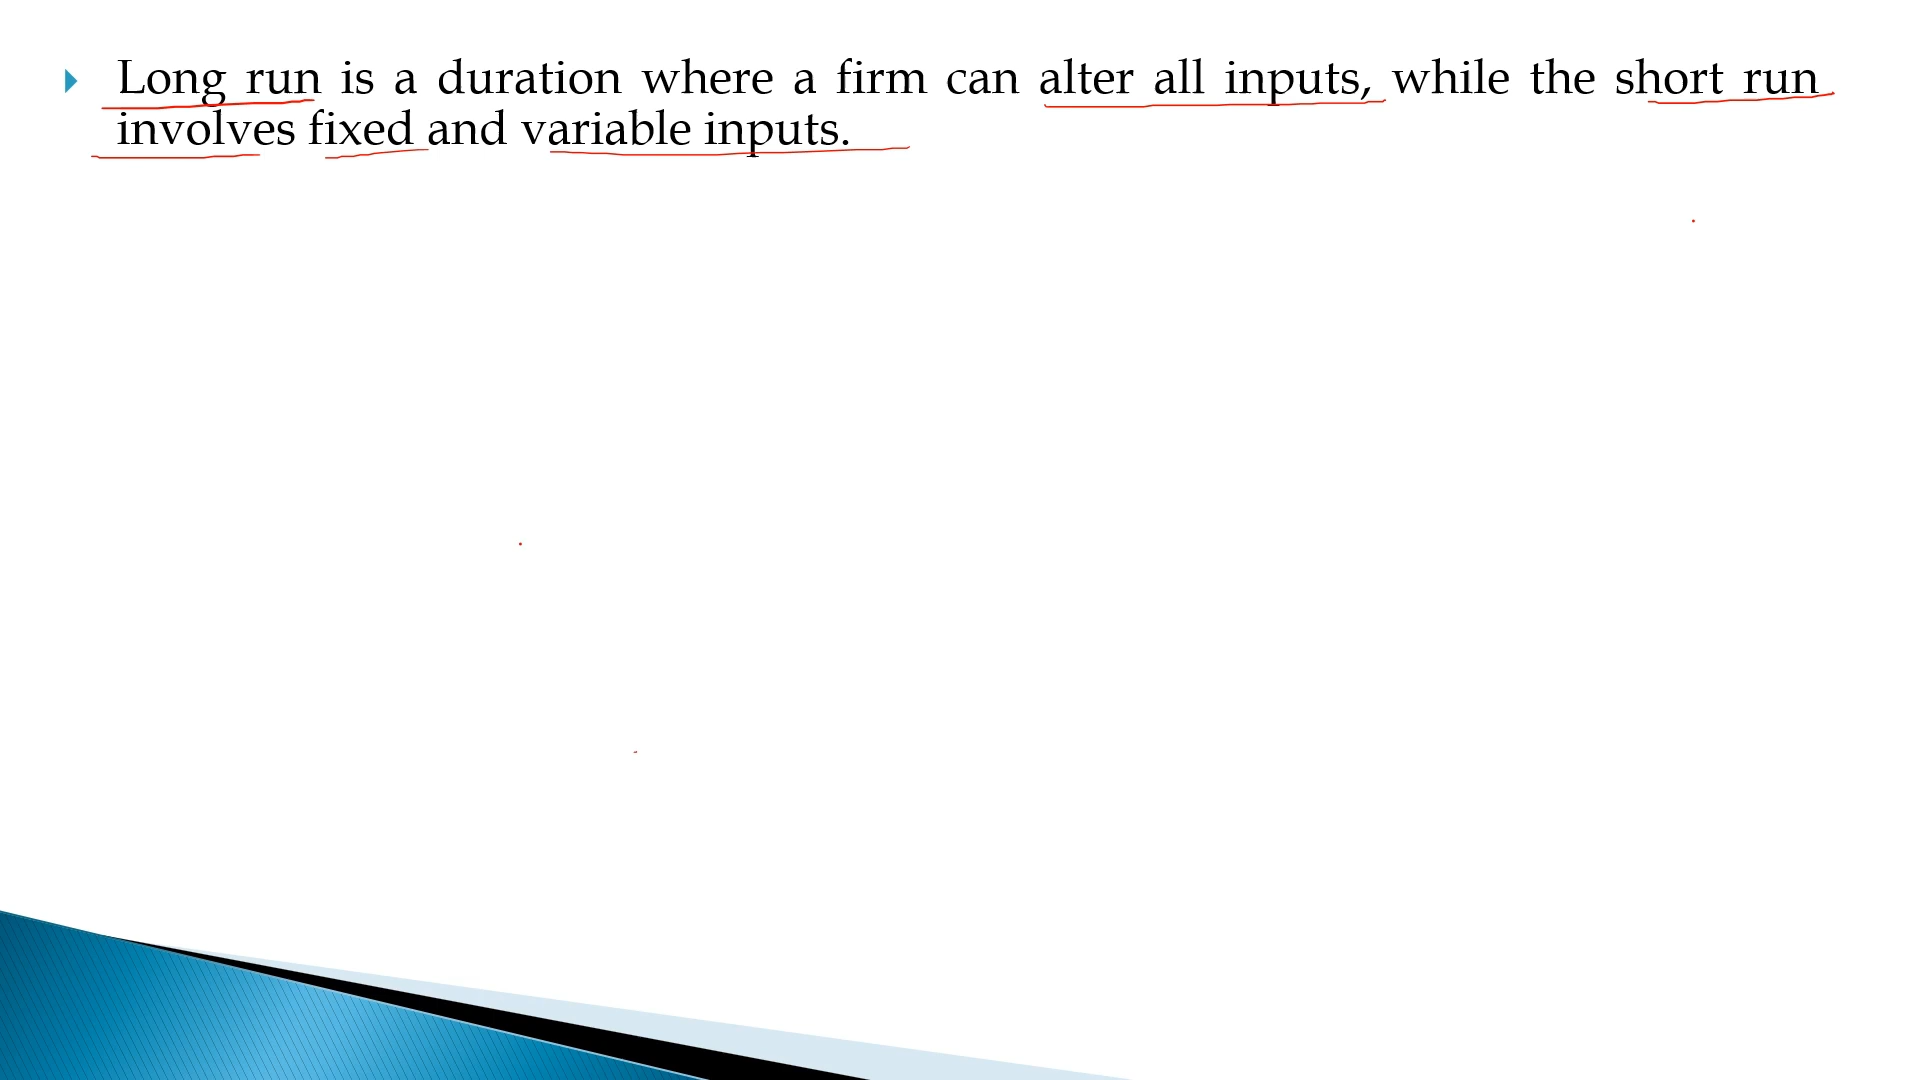 Long run is a duration where a firm can alter all inputs, while the short run
involves fixed and variable inputs.